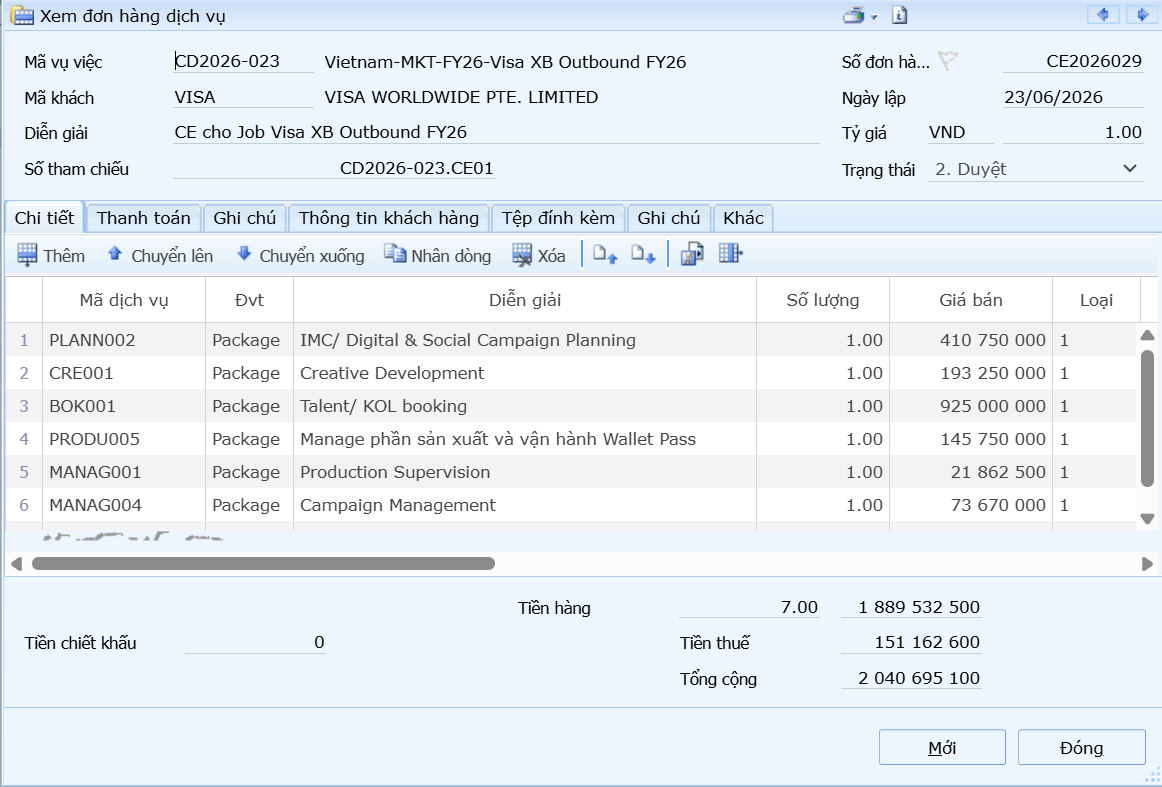 Xem đơn hàng dịch vụ
Mã vụ việc CD2026-023 Vietnam-MKT-FY26-Visa XB Outbound FY26 Số đơn hà... CE2026029
Mã khách VISA VISA WORLDWIDE PTE. LIMITED Ngày lập 23/06/2026
Diễn giải CE cho Job Visa XB Outbound FY26 Tỷ giá VND 1.00
Số tham chiếu CD2026-023.CE01 Trạng thái 2. Duyệt
Chi tiết Thanh toán Ghi chú Thông tin khách hàng Tệp đính kèm Ghi chú Khác
Thêm Chuyển lên Chuyển xuống Nhân dòng Xóa
Mã dịch vụ Đvt Diễn giải Số lượng Giá bán Loại
1 PLANN002 Package IMC/ Digital & Social Campaign Planning 1.00 410 750 000 1
2 CRE001 Package Creative Development 1.00 193 250 000 1
3 BOK001 Package Talent/ KOL booking 1.00 925 000 000 1
4 PRODU005 Package Manage phần sản xuất và vận hành Wallet Pass 1.00 145 750 000 1
5 MANAG001 Package Production Supervision 1.00 21 862 500 1
6 MANAG004 Package Campaign Management 1.00 73 670 000 1
Tiền hàng 7.00 1 889 532 500
Tiền chiết khấu 0 Tiền thuế 151 162 600
Tổng cộng 2 040 695 100
Mới Đóng